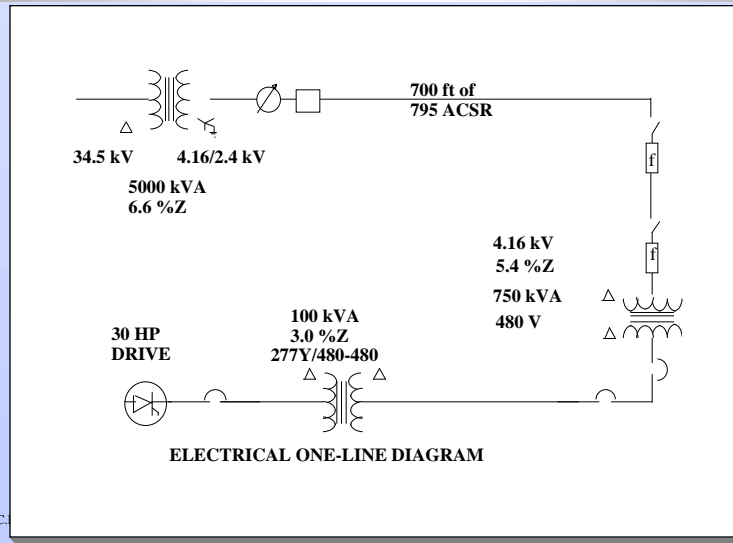 700 ft of
795 ACSR
34.5 kV
4.16/2.4 kV
5000 kVA
6.6 %Z
f
f
4.16 kV
5.4 %Z
750 kVA
480 V
100 kVA
3.0 %Z
277Y/480-480
30 HP
DRIVE
ELECTRICAL ONE-LINE DIAGRAM